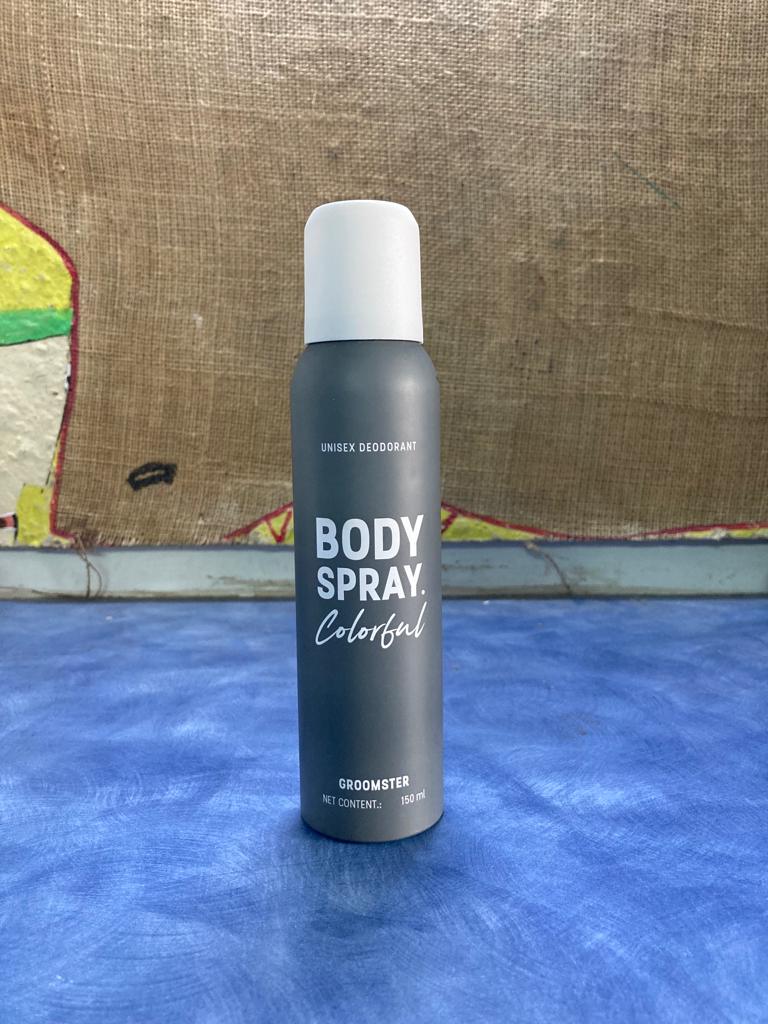 UNISEX DEODORANT
BODY
SPRAY.
Colorful
GROOMSTER
NET CONTENT.: 150 ml